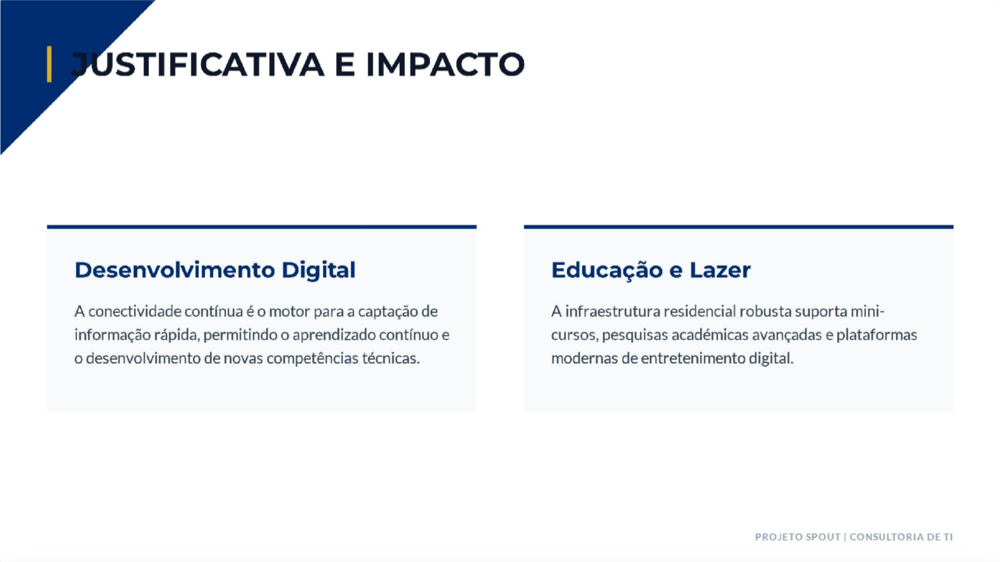 JUSTIFICATIVA E IMPACTO
Desenvolvimento Digital
A conectividade contínua é o motor para a captação de
informação rápida, permitindo o aprendizado contínuo e
o desenvolvimento de novas competências técnicas.
Educação e Lazer
A infraestrutura residencial robusta suporta mini-
cursos, pesquisas académicas avançadas e plataformas
modernas de entretenimento digital.
PROJETO SPOUT | CONSULTORIA DE TI